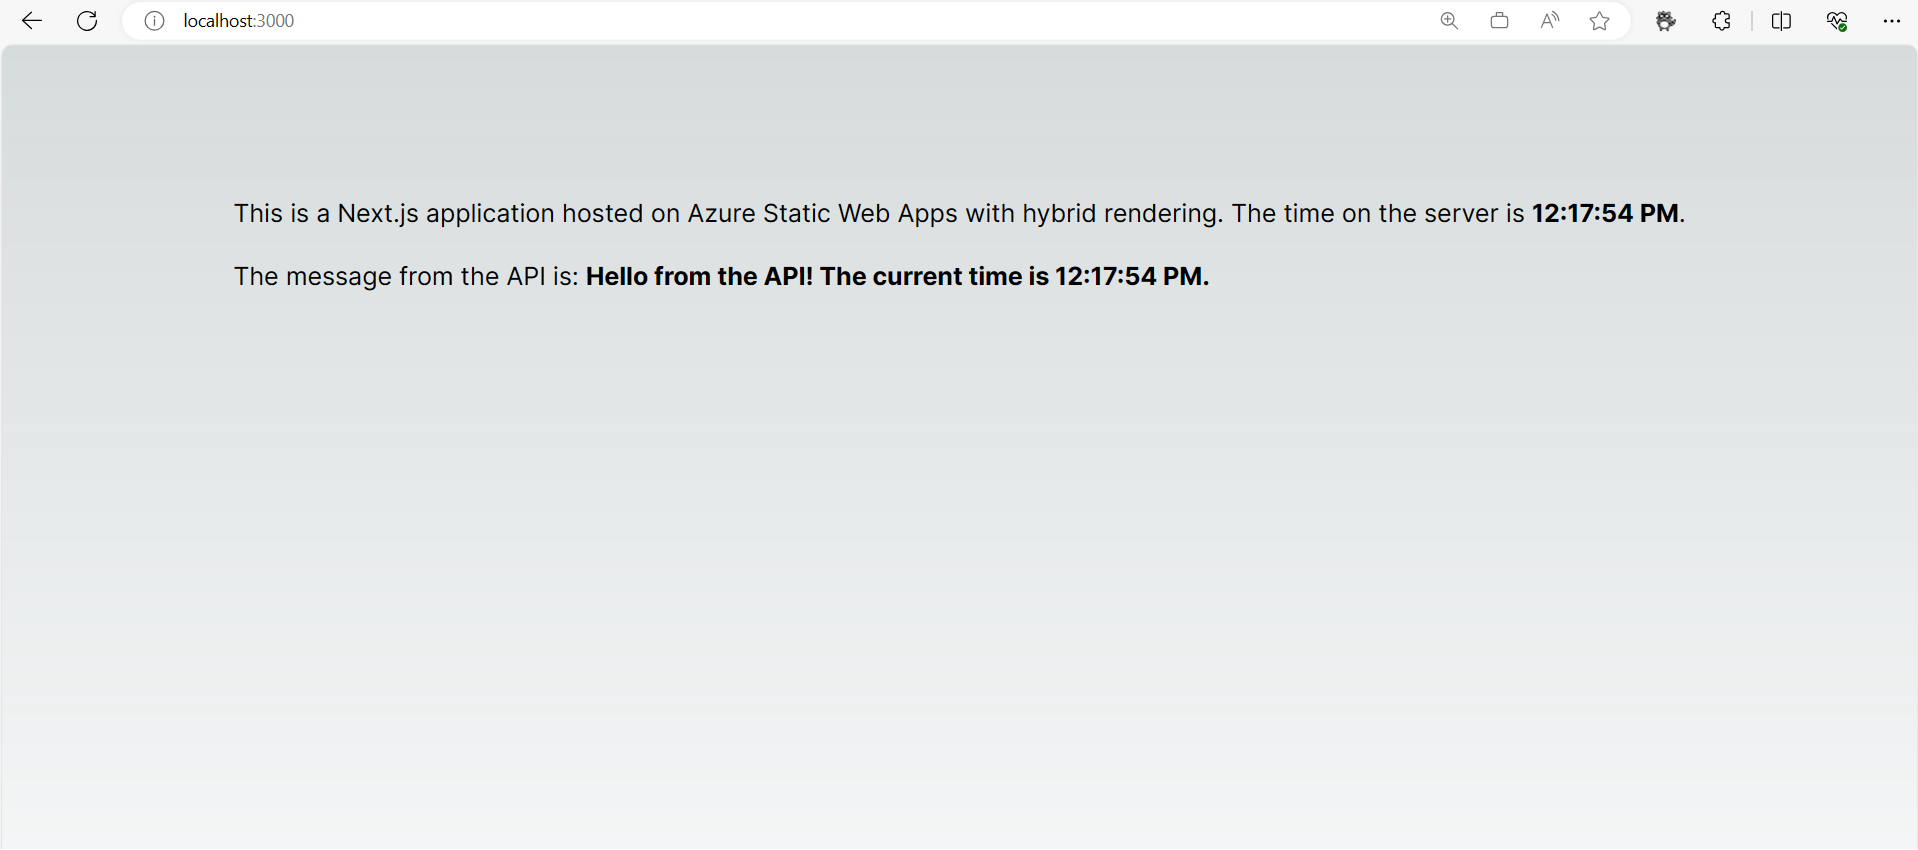 localhost:3000
This is a Next.js application hosted on Azure Static Web Apps with hybrid rendering. The time on the server is 12:17:54 PM.
The message from the API is: Hello from the API! The current time is 12:17:54 PM.